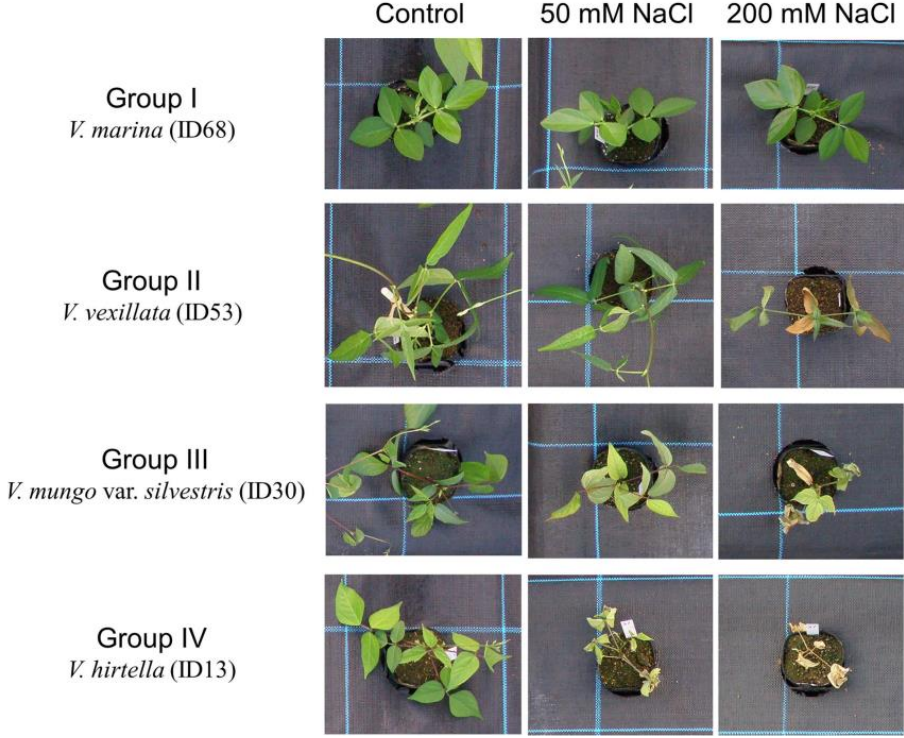 Control 50 mM NaCl 200 mM NaCl
Group I
V. marina (ID68)
Group II
V. vexillata (ID53)
Group III
V. mungo var. silvestris (ID30)
Group IV
V. hirtella (ID13)